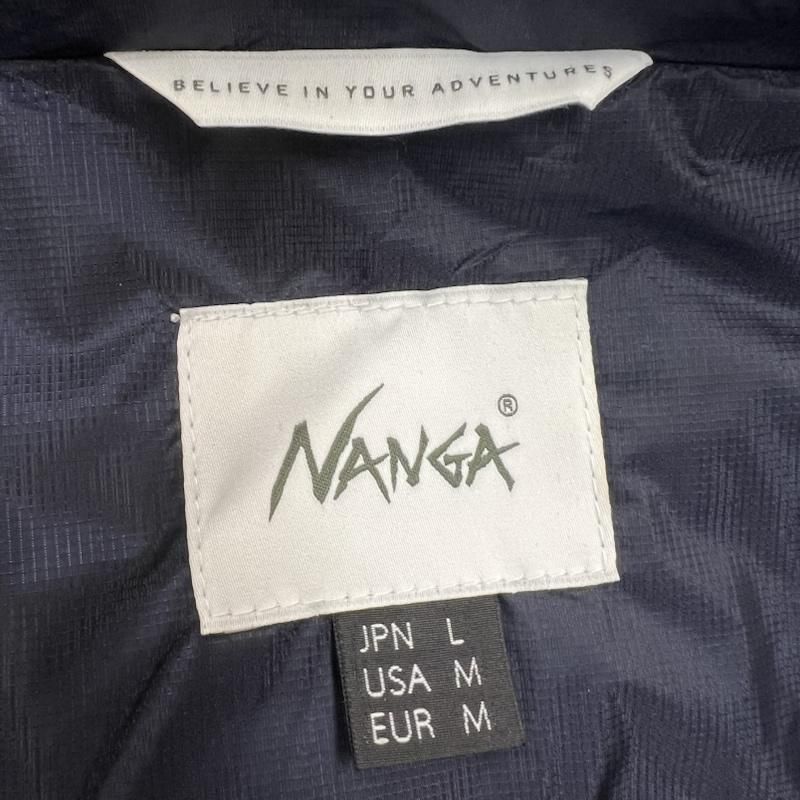 BELIEVE IN YOUR ADVENTURES
NANGA®
JPN L
USA M
EUR M